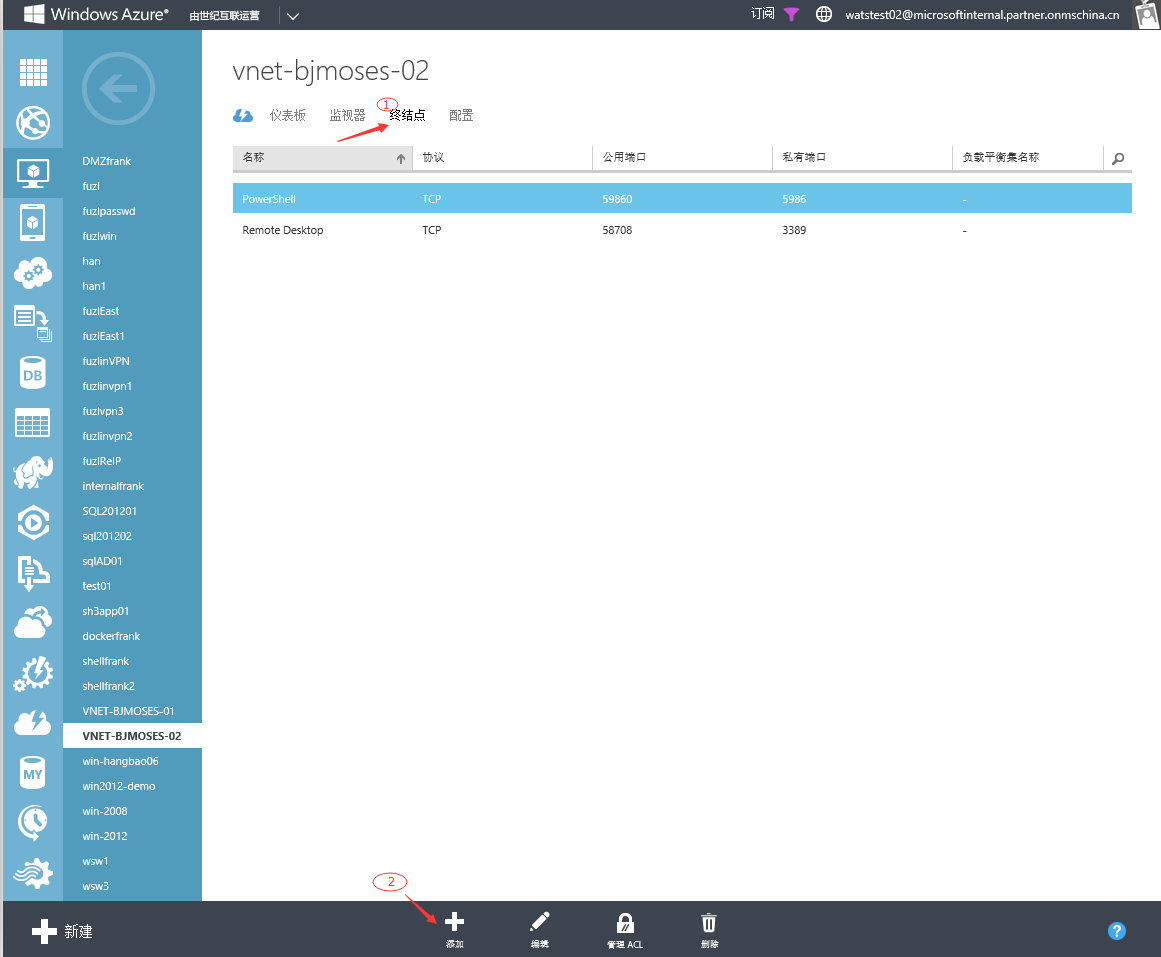 Windows Azure® 由世纪互联运营 订阅 watstest02@microsoftinternal.partner.onmschina.cn
vnet-bjmoses-02
仪表板 监视器 1 终结点 配置
名称 协议 公用端口 私有端口 负载平衡集名称
PowerShell TCP 59860 5986 -
Remote Desktop TCP 58708 3389 -
DMZfrank
fuzl
fuzlpasswd
fuzlwin
han
han1
fuzlEast
fuzlEast1
fuzlinVPN
fuzlinvpn1
fuzlvpn3
fuzlinvpn2
fuzlReIP
internalfrank
SQL201201
sql201202
sqlAD01
test01
sh3app01
dockerfrank
shellfrank
shellfrank2
VNET-BJMOSES-01
VNET-BJMOSES-02
win-hangbao06
win2012-demo
win-2008
win-2012
wsw1
wsw3
DB
MY
2
新建 添加 编辑 管理 ACL 删除 ?